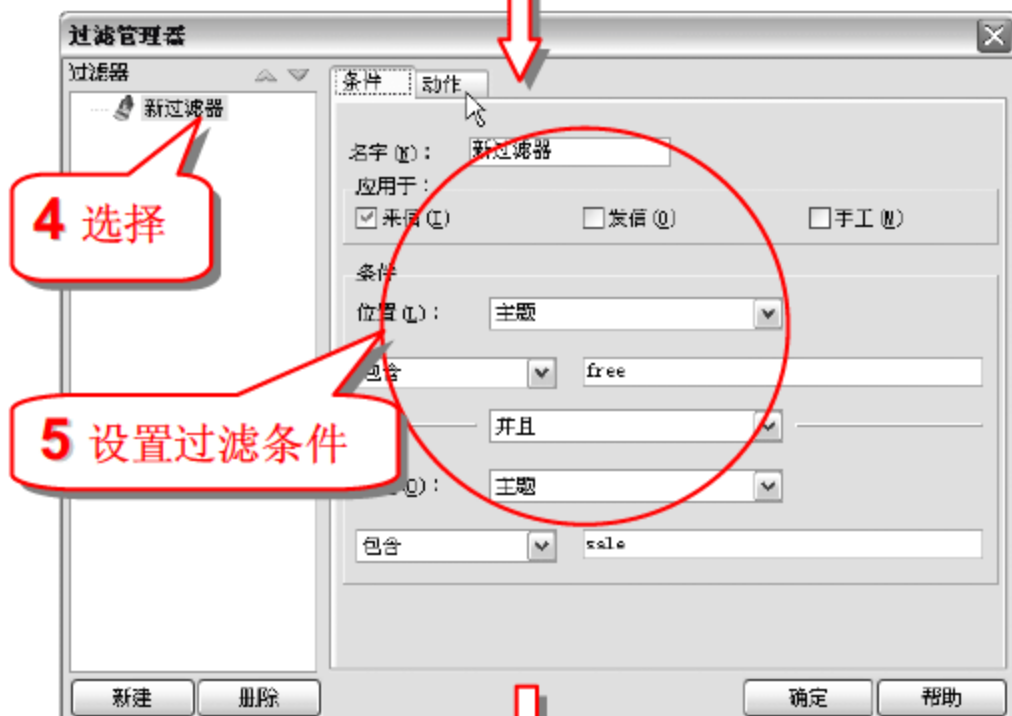 过滤管理器
过滤器
条件 动作
新过滤器
名字(N)： 新过滤器
应用于：
来信(I) 发信(O) 手工(M)
4 选择
条件
位置(L)： 主题
包含 free
5 设置过滤条件
并且
(O)： 主题
包含 sale
新建 删除 确定 帮助